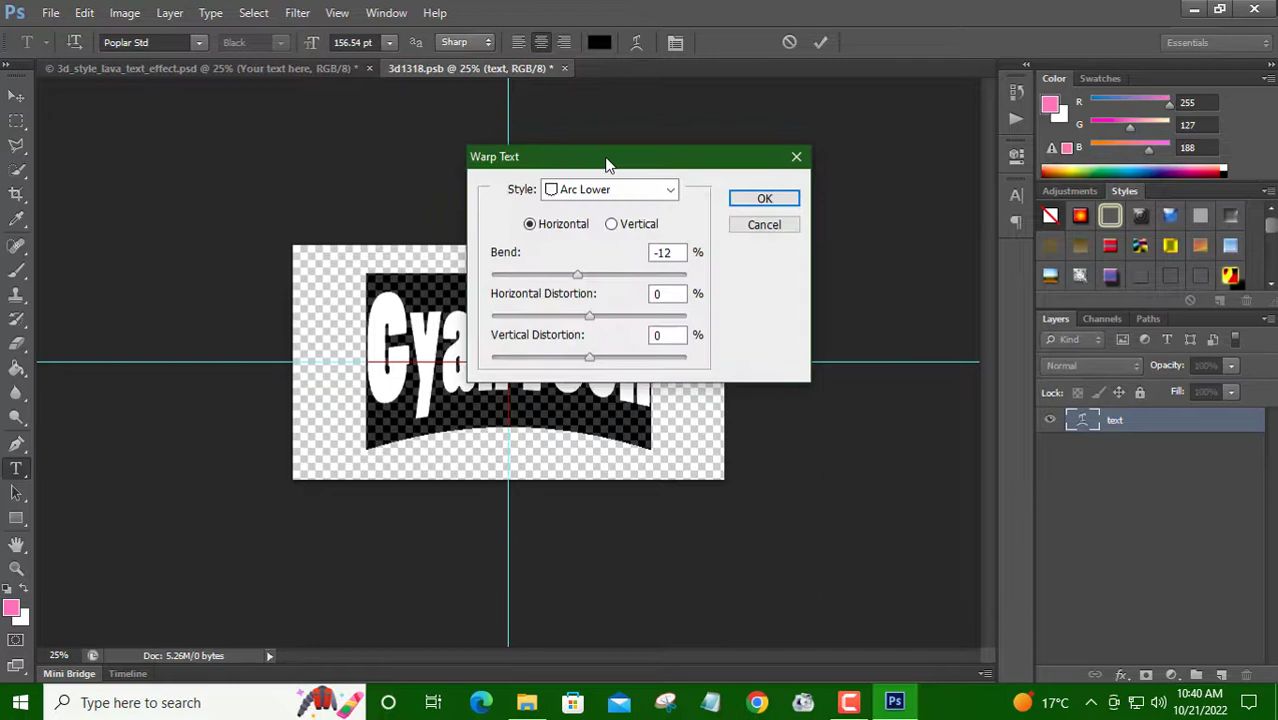 Ps File Edit Image Layer Type Select Filter View Window Help
T Poplar Std Black 156.54 pt aa Sharp Essentials
© 3d_style_lava_text_effect.psd @ 25% (Your text here, RGB/8) * × 3d1318.psb @ 25% (text, RGB/8) * ×
Color Swatches
R 255
G 127
B 188
Adjustments Styles
Warp Text
Style: Arc Lower
OK
Horizontal Vertical
Cancel
Bend: -12 %
Horizontal Distortion: 0 %
Vertical Distortion: 0 %
Layers Channels Paths
Kind
Normal Opacity: 100%
Lock: Fill: 100%
text
25% Doc: 5.26M/0 bytes
Mini Bridge Timeline
Type here to search
17°C
10:40 AM
10/21/2022